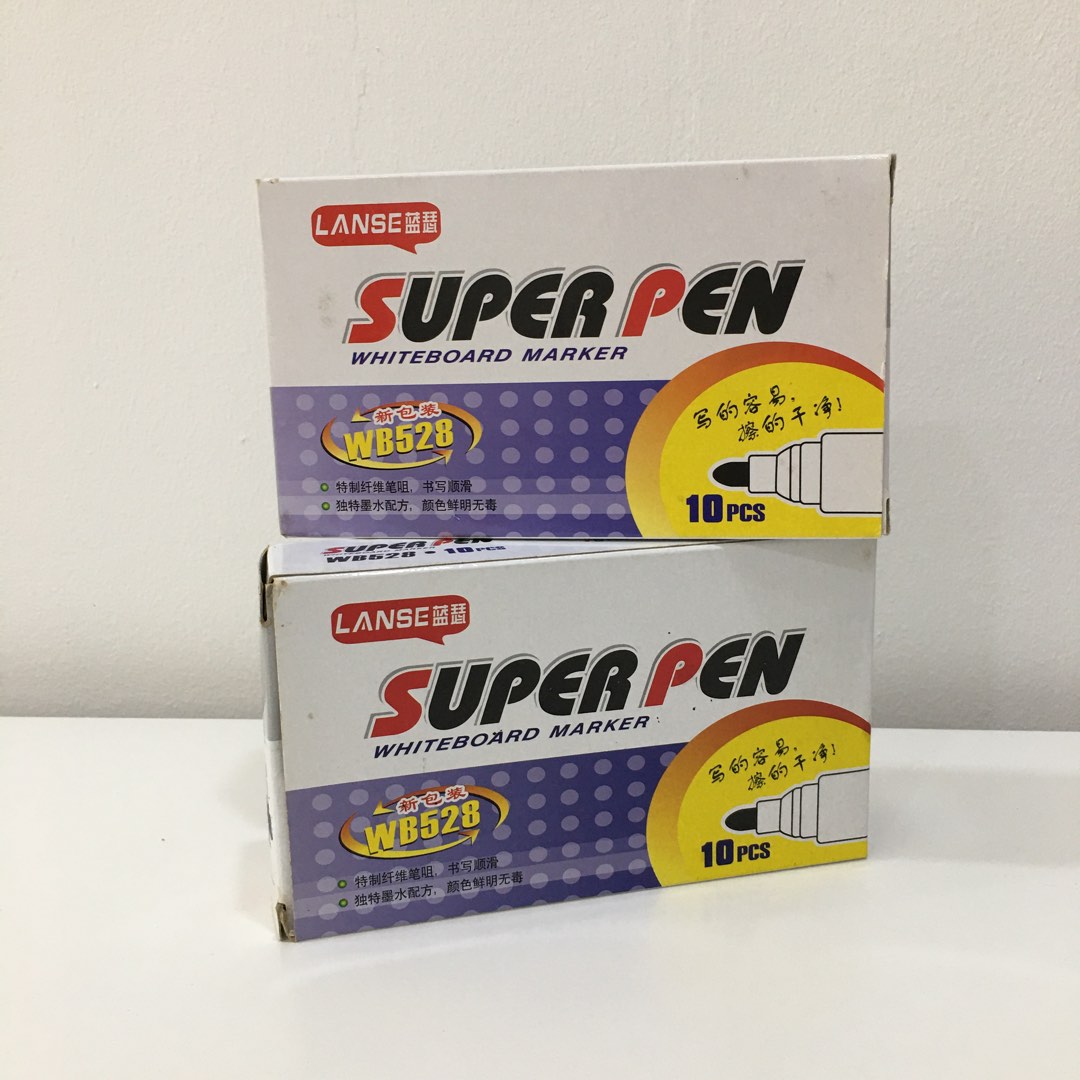 LANSE蓝瑟
SUPER PEN
WHITEBOARD MARKER
新包装
WB528
特制纤维笔咀，书写顺滑
独特墨水配方，颜色鲜明无毒
写的容易，
擦的干净！
10PCS
SUPER PEN
WB528 • 10PCS
LANSE蓝瑟
SUPER PEN
WHITEBOARD MARKER
新包装
WB528
特制纤维笔咀，书写顺滑
独特墨水配方，颜色鲜明无毒
写的容易，
擦的干净！
10PCS